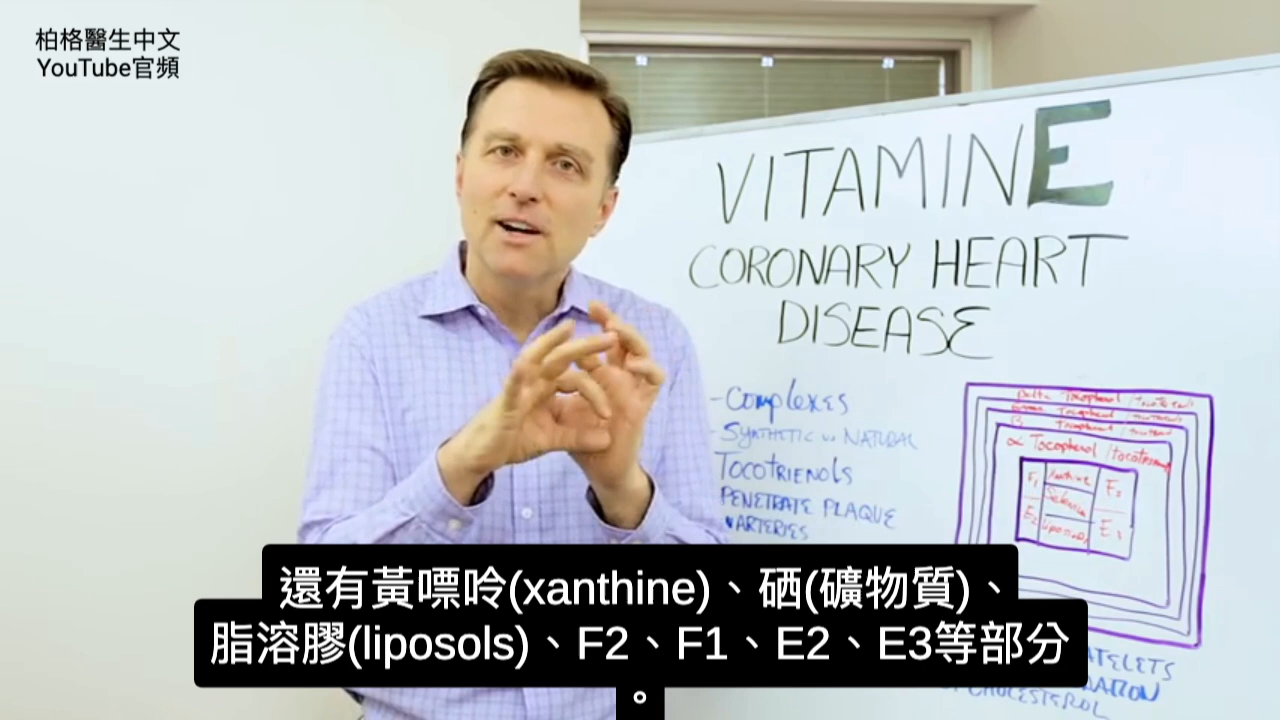 柏格醫生中文
YouTube官頻
VITAMIN E
CORONARY HEART
DISEASE
-Complexes
-SYNTHETIC vs NATURAL
TOCOTRIENOLS
PENETRATE PLAQUE
ARTERIES
Tocopherol
Tocopherol
∝ Tocopherol /
F₁ Xanthine F₂
E₂ liposols E₃
還有黃嘌呤(xanthine)、硒(礦物質)、
脂溶膠(liposols)、F2、F1、E2、E3等部分
。
CHOLESTEROL